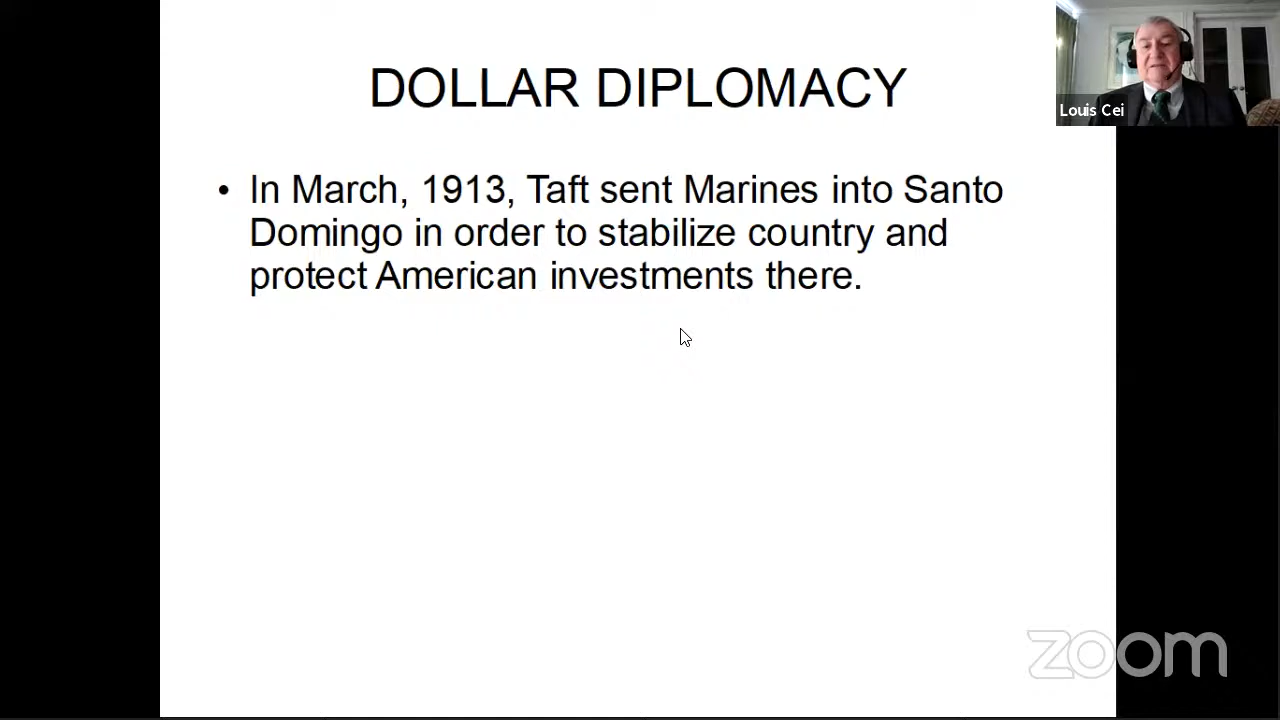 DOLLAR DIPLOMACY
• In March, 1913, Taft sent Marines into Santo
Domingo in order to stabilize country and
protect American investments there.
Louis Cei
zoom